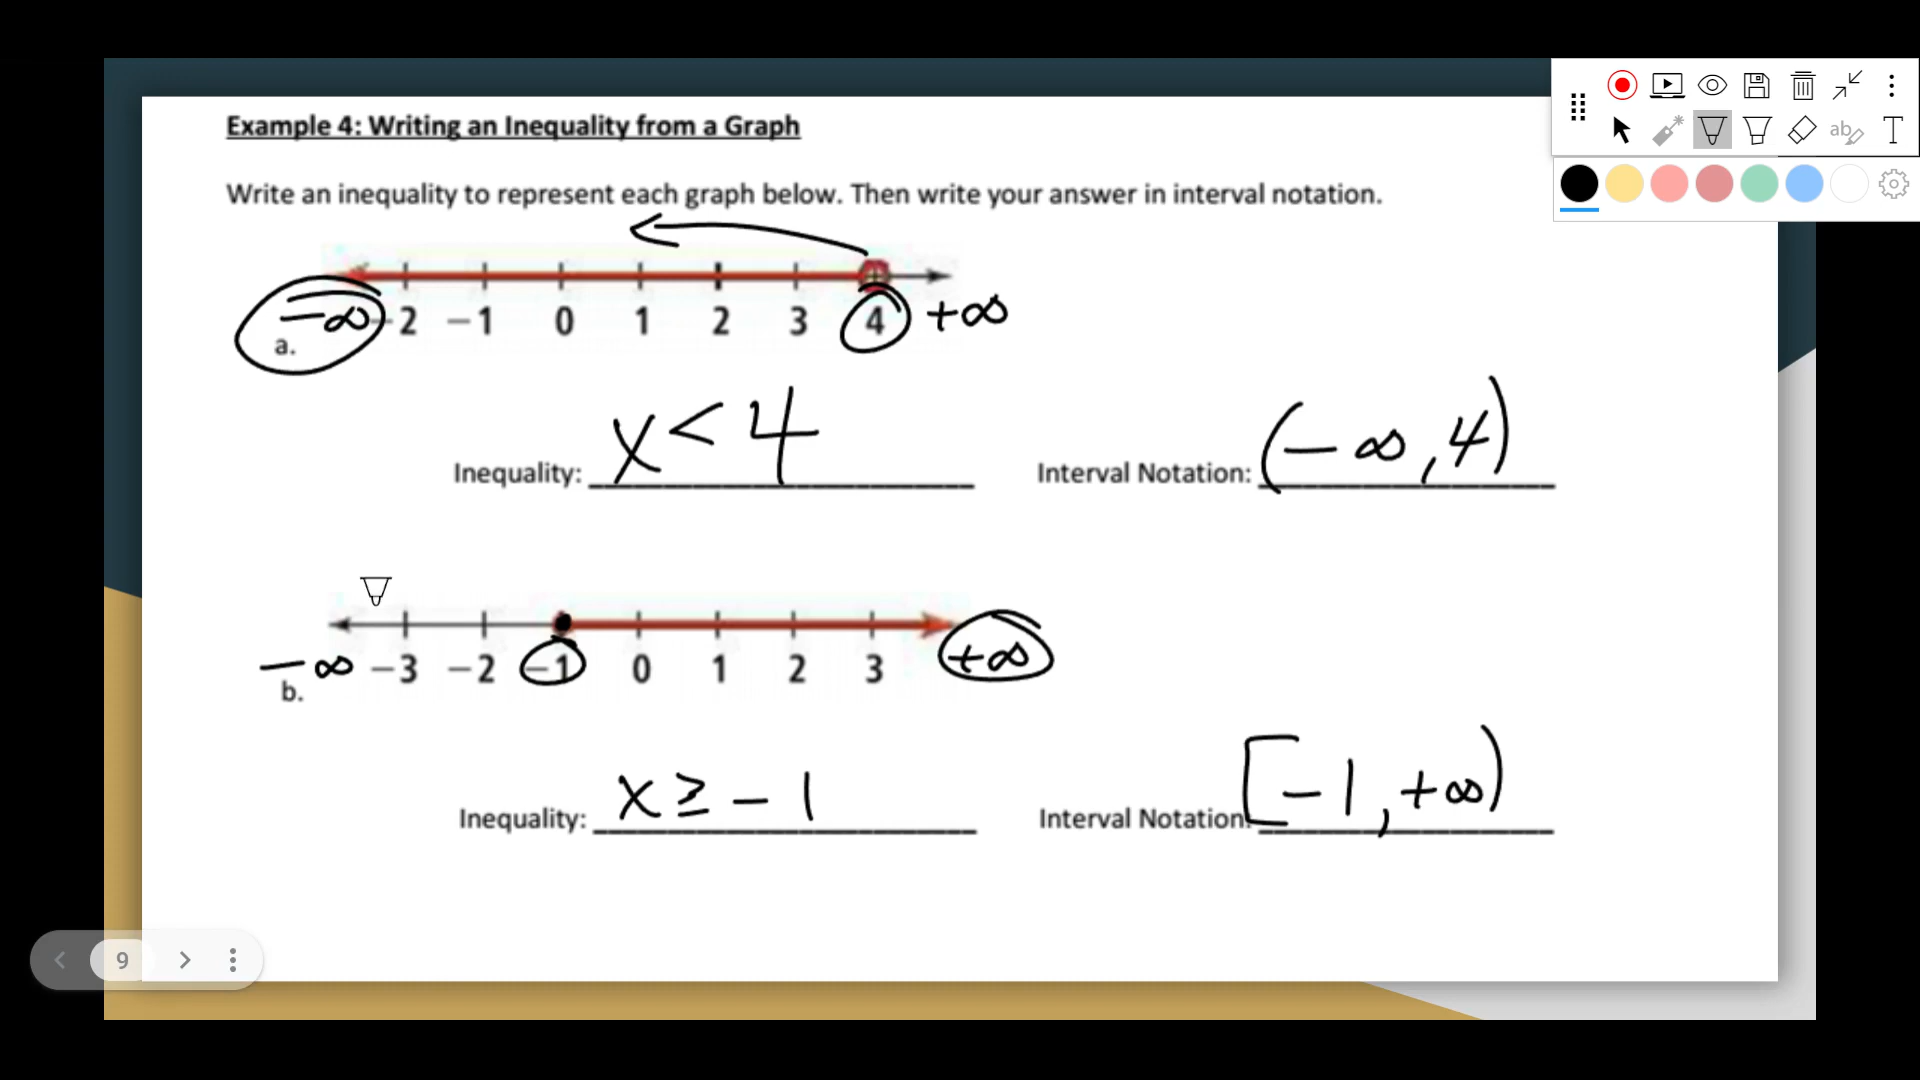 Example 4: Writing an Inequality from a Graph
Write an inequality to represent each graph below. Then write your answer in interval notation.
−∞ -2 −1 0 1 2 3 4 +∞
a.
Inequality: x < 4 Interval Notation: (−∞, 4)
−∞ −3 −2 −1 0 1 2 3 +∞
b.
Inequality: x ≥ −1 Interval Notation: [−1, +∞)
9
ab
T